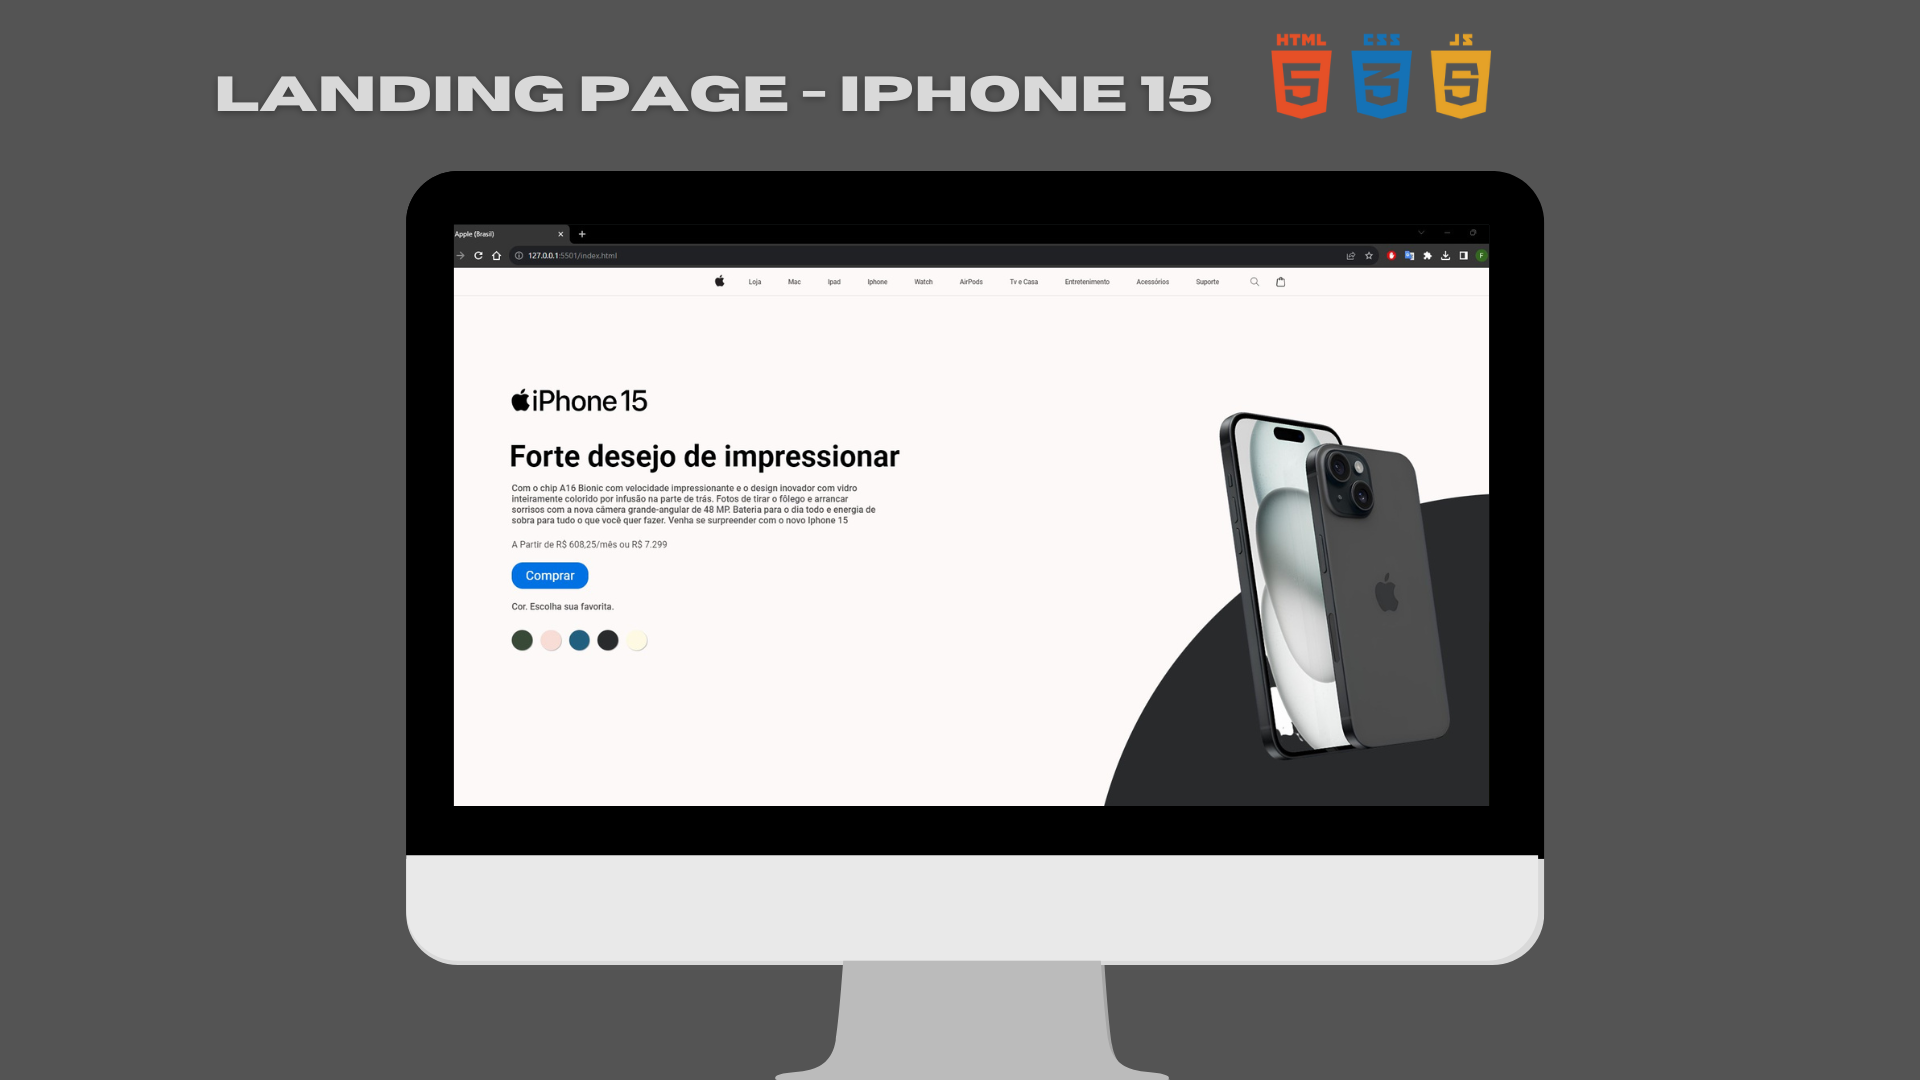 HTML CSS JS
LANDING PAGE - IPHONE 15
5 3 5
Apple (Brasil)
127.0.0.1:5501/index.html
F
Loja Mac Ipad Iphone Watch AirPods Tv e Casa Entretenimento Acessórios Suporte
iPhone 15
Forte desejo de impressionar
Com o chip A16 Bionic com velocidade impressionante e o design inovador com vidro
inteiramente colorido por infusão na parte de trás. Fotos de tirar o fôlego e arrancar
sorrisos com a nova câmera grande-angular de 48 MP. Bateria para o dia todo e energia de
sobra para tudo o que você quer fazer. Venha se surpreender com o novo Iphone 15
A Partir de R$ 608,25/mês ou R$ 7.299
Comprar
Cor. Escolha sua favorita.